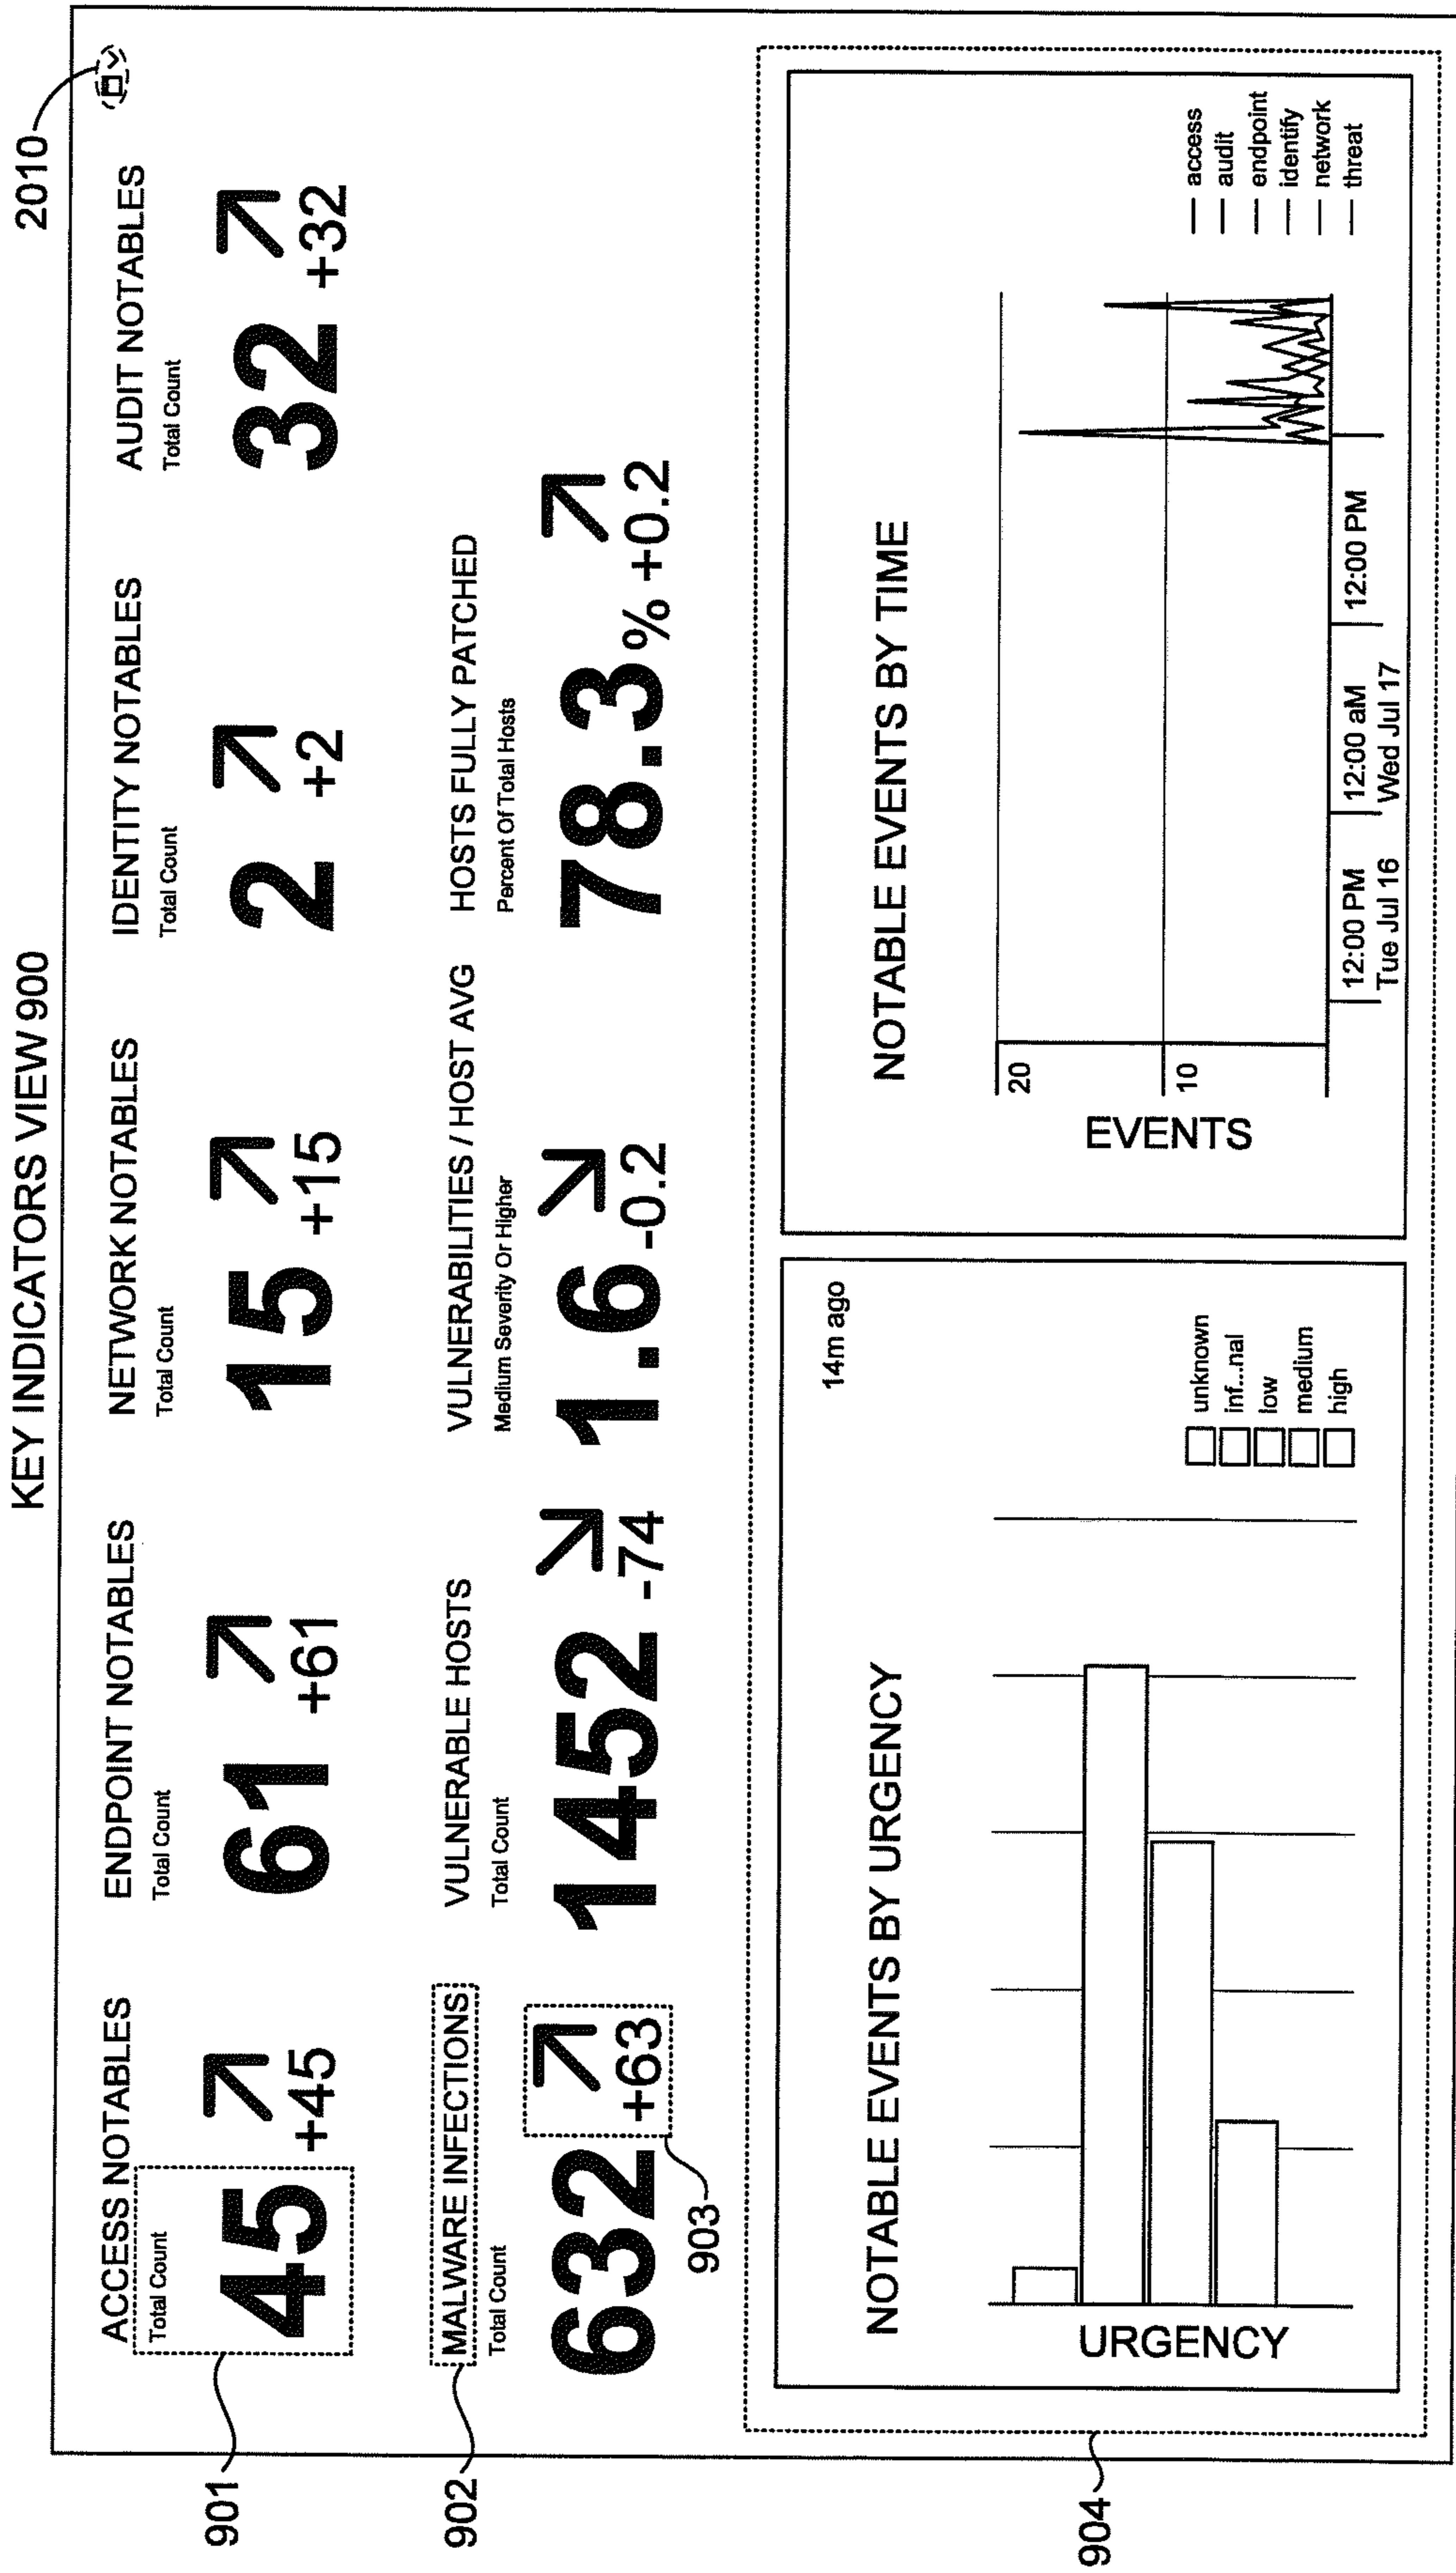 KEY INDICATORS VIEW 900
2010
ACCESS NOTABLES
Total Count
45 +45
ENDPOINT NOTABLES
Total Count
61 +61
NETWORK NOTABLES
Total Count
15 +15
IDENTITY NOTABLES
Total Count
2 +2
AUDIT NOTABLES
Total Count
32 +32
901
MALWARE INFECTIONS
Total Count
632 +63
VULNERABLE HOSTS
Total Count
1452 -74
VULNERABILITIES / HOST AVG
Medium Severity Or Higher
1.6 -0.2
HOSTS FULLY PATCHED
Percent Of Total Hosts
78.3% +0.2
902
903
14m ago
NOTABLE EVENTS BY URGENCY
URGENCY
unknown
inf...nal
low
medium
high
NOTABLE EVENTS BY TIME
EVENTS
20
10
12:00 PM
Tue Jul 16
12:00 aM
Wed Jul 17
12:00 PM
access
audit
endpoint
identify
network
threat
904